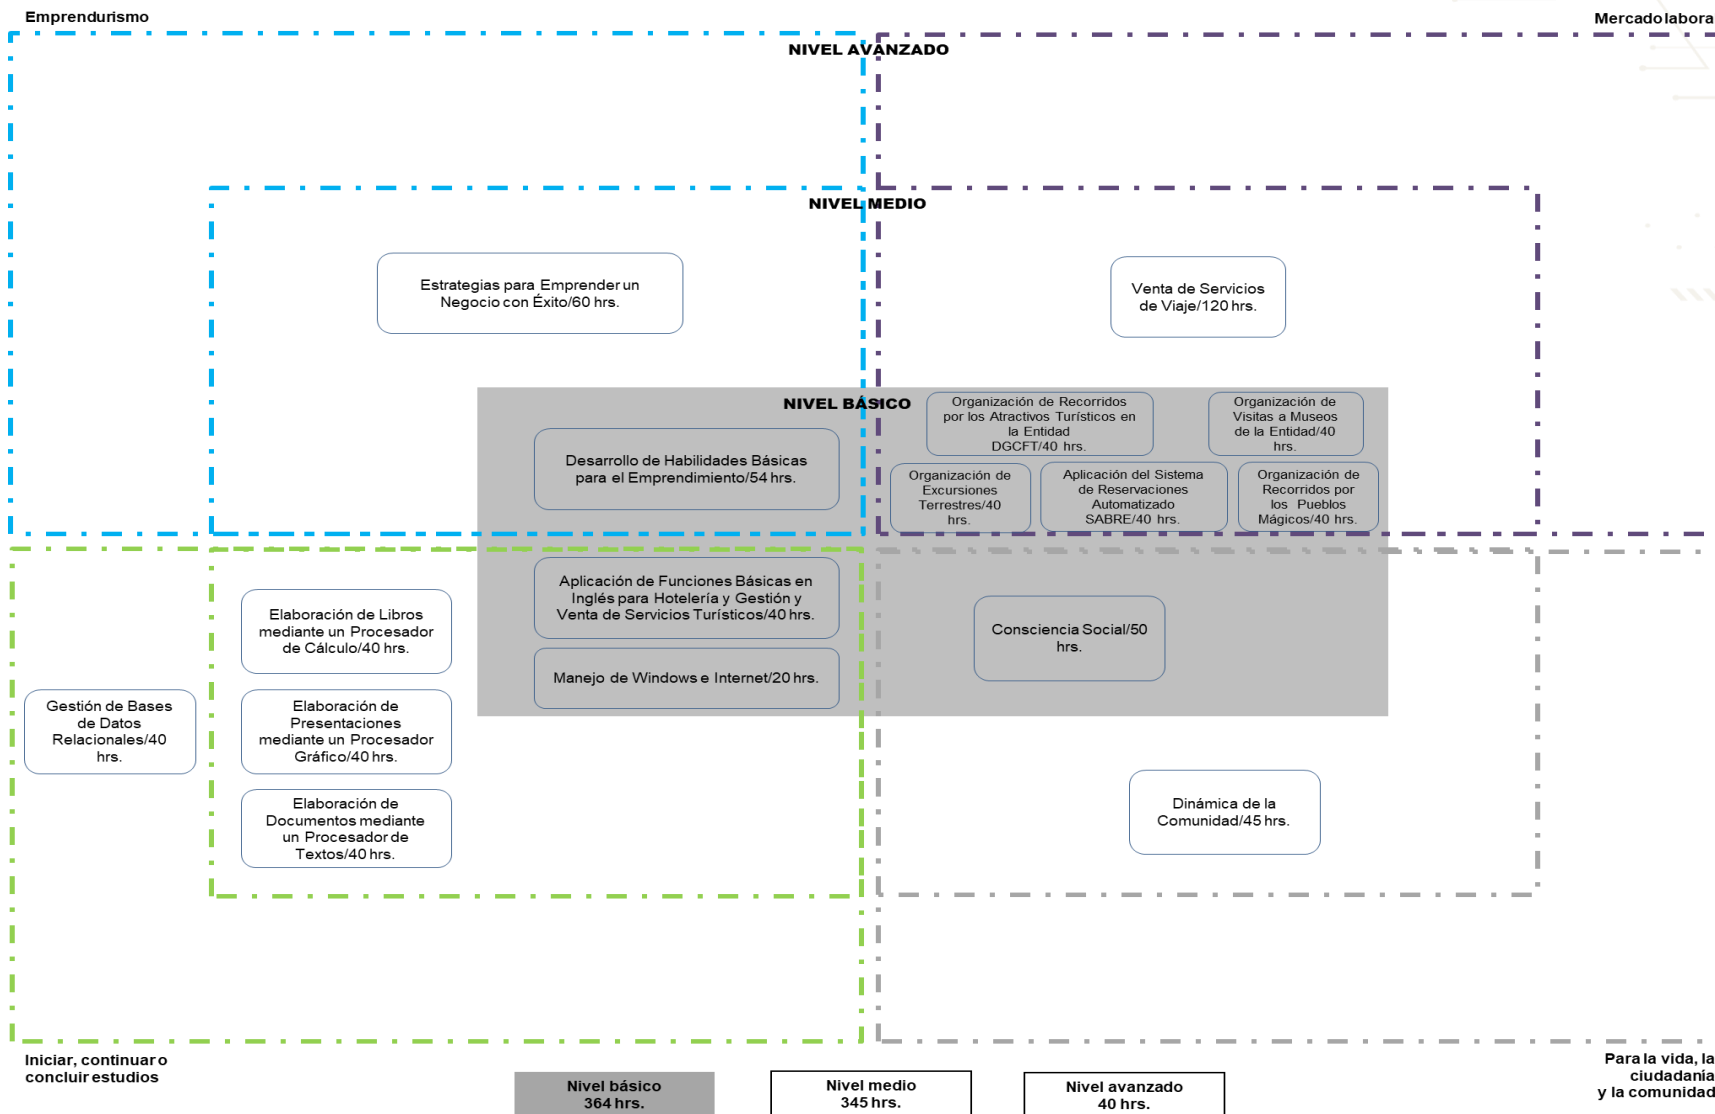 Emprendurismo
Mercado labora
NIVEL AVANZADO
NIVEL MEDIO
Estrategias para Emprender un
Negocio con Éxito/60 hrs.
Venta de Servicios
de Viaje/120 hrs.
NIVEL BÁSICO
Organización de Recorridos
por los Atractivos Turísticos en
la Entidad
DGCFT/40 hrs.
Organización de
Visitas a Museos
de la Entidad/40
hrs.
Desarrollo de Habilidades Básicas
para el Emprendimiento/54 hrs.
Organización de
Excursiones
Terrestres/40
hrs.
Aplicación del Sistema
de Reservaciones
Automatizado
SABRE/40 hrs.
Organización de
Recorridos por
los Pueblos
Mágicos/40 hrs.
Aplicación de Funciones Básicas en
Inglés para Hotelería y Gestión y
Venta de Servicios Turísticos/40 hrs.
Elaboración de Libros
mediante un Procesador
de Cálculo/40 hrs.
Consciencia Social/50
hrs.
Manejo de Windows e Internet/20 hrs.
Gestión de Bases
de Datos
Relacionales/40
hrs.
Elaboración de
Presentaciones
mediante un Procesador
Gráfico/40 hrs.
Elaboración de
Documentos mediante
un Procesador de
Textos/40 hrs.
Dinámica de la
Comunidad/45 hrs.
Iniciar, continuar o
concluir estudios
Para la vida, la
ciudadanía
y la comunidad
Nivel básico
364 hrs.
Nivel medio
345 hrs.
Nivel avanzado
40 hrs.